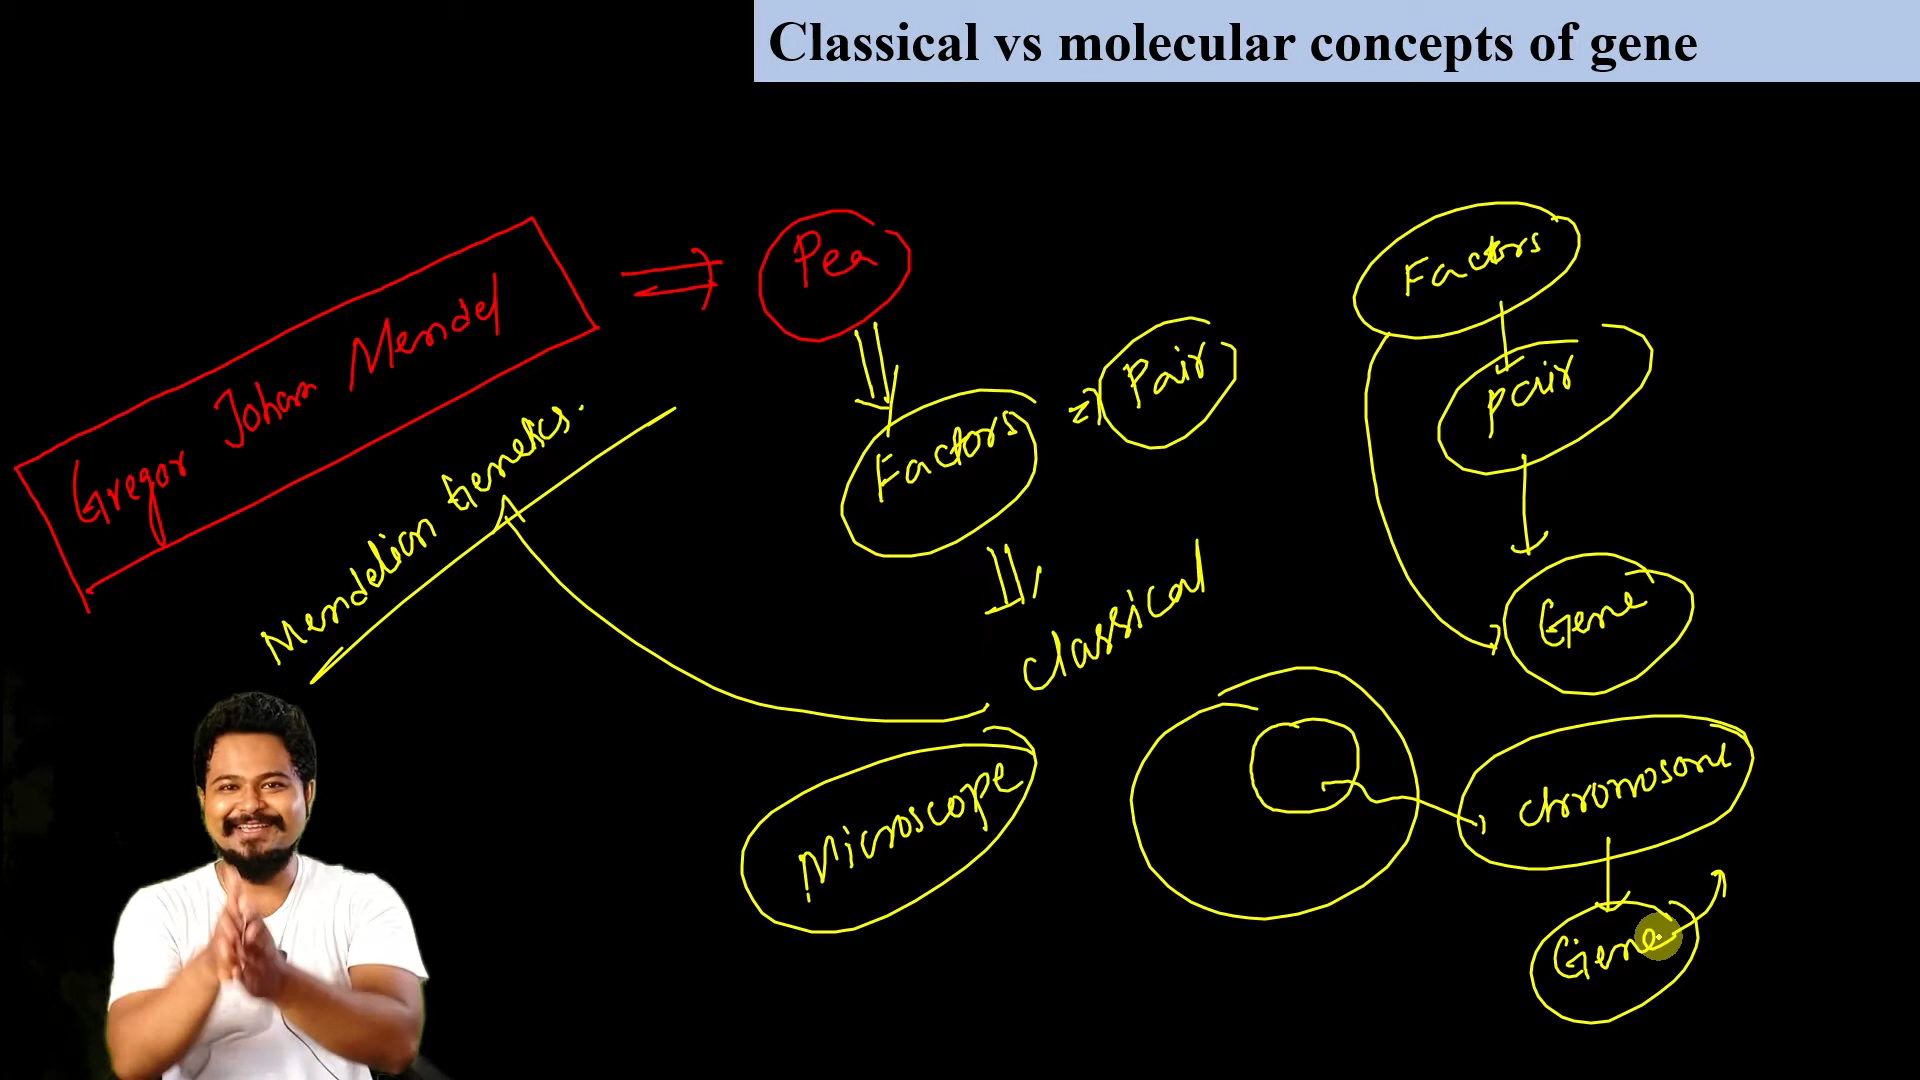 Classical vs molecular concepts of gene
Gregor Johan Mendel
Pea
Factors
Pair
Mendelian Genetics.
Classical
Microscope
Factors
pair
Gene
Chromosome
Gene